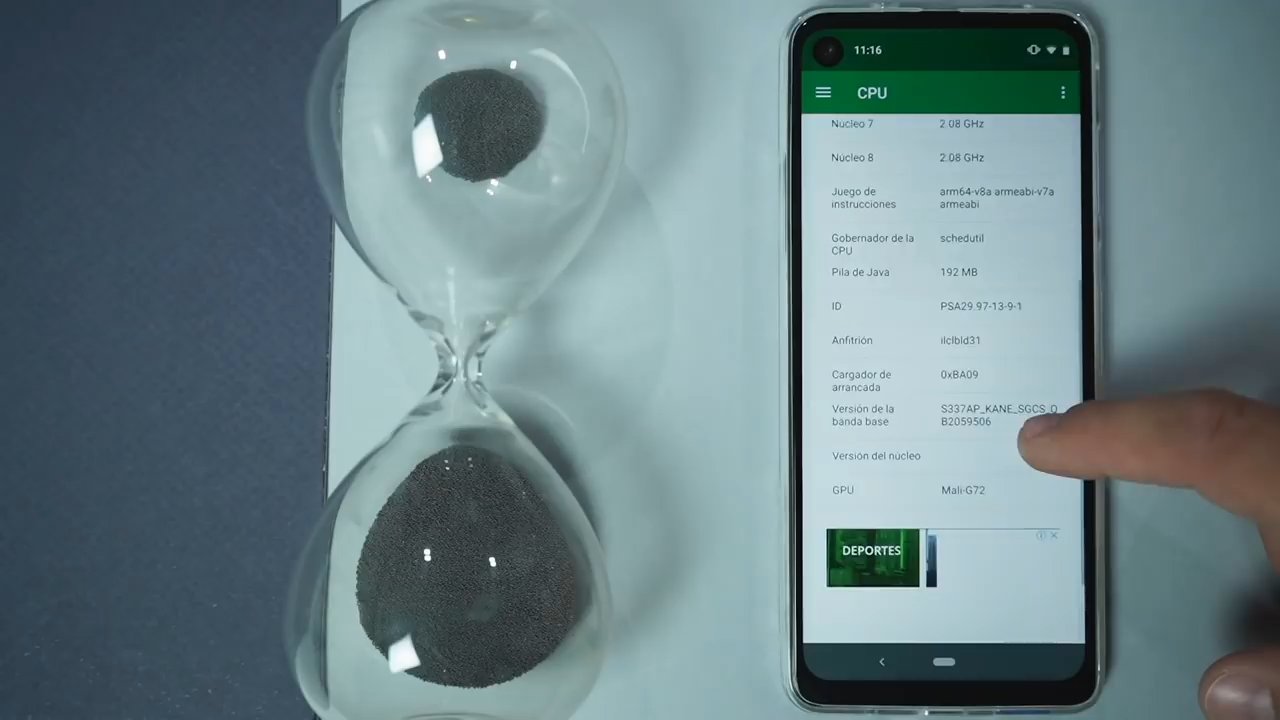 11:16
CPU
Núcleo 7 2.08 GHz
Núcleo 8 2.08 GHz
Juego de instrucciones arm64-v8a armeabi-v7a armeabi
Gobernador de la CPU schedutil
Pila de Java 192 MB
ID PSA29.97-13-9-1
Anfitrión ilclbld31
Cargador de arrancada 0xBA09
Versión de la banda base S337AP_KANE_SGCS_Q B2059506
Versión del núcleo
GPU Mali-G72
DEPORTES